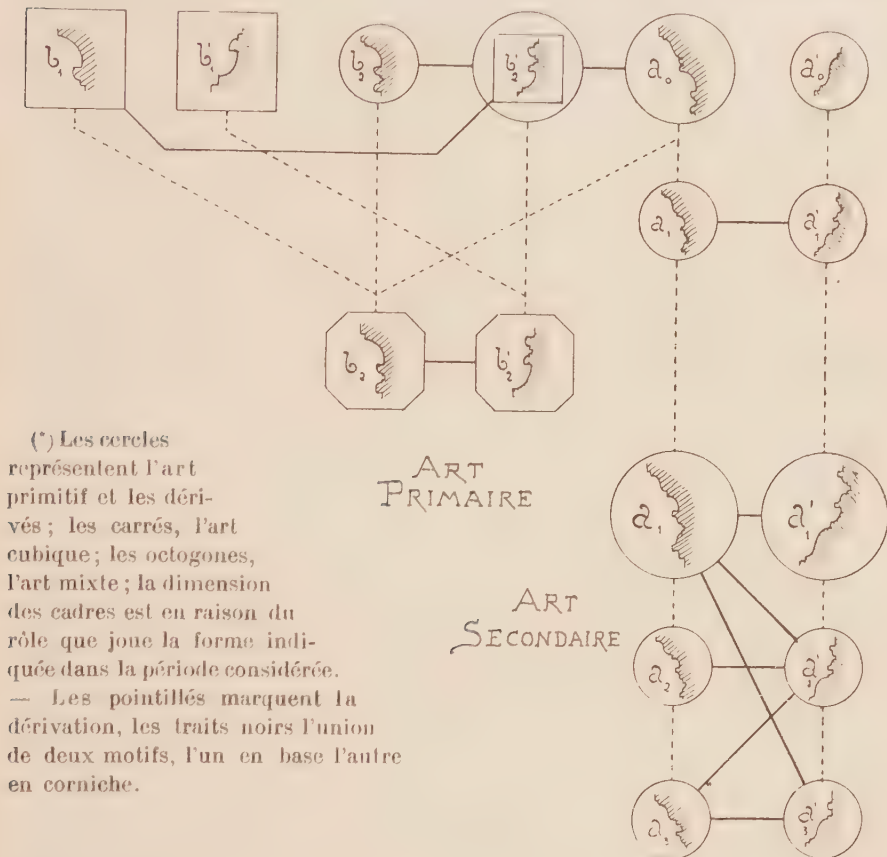 b₁ b'₁ b₂ b'₂ a₀ a'₀
a₁ a'₁
b₂ b'₂
ART
PRIMAIRE
a₁ a'₁
ART
SECONDAIRE
a₂ a'₂
a a'₃
(*) Les cercles
représentent l'art
primitif et les déri-
vés ; les carrés, l'art
cubique ; les octogones,
l'art mixte ; la dimension
des cadres est en raison du
rôle que joue la forme indi-
quée dans la période considérée.
— Les pointillés marquent la
dérivation, les traits noirs l'union
de deux motifs, l'un en base l'autre
en corniche.